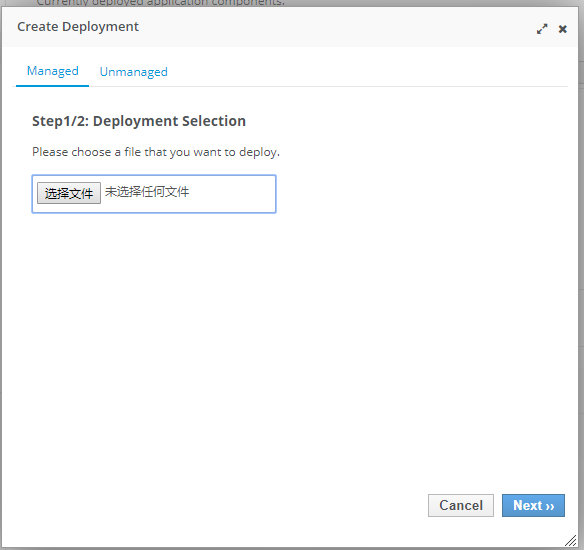 Currently deployed application components.
Create Deployment
Managed Unmanaged
Step1/2: Deployment Selection
Please choose a file that you want to deploy.
选择文件 未选择任何文件
Cancel Next ››